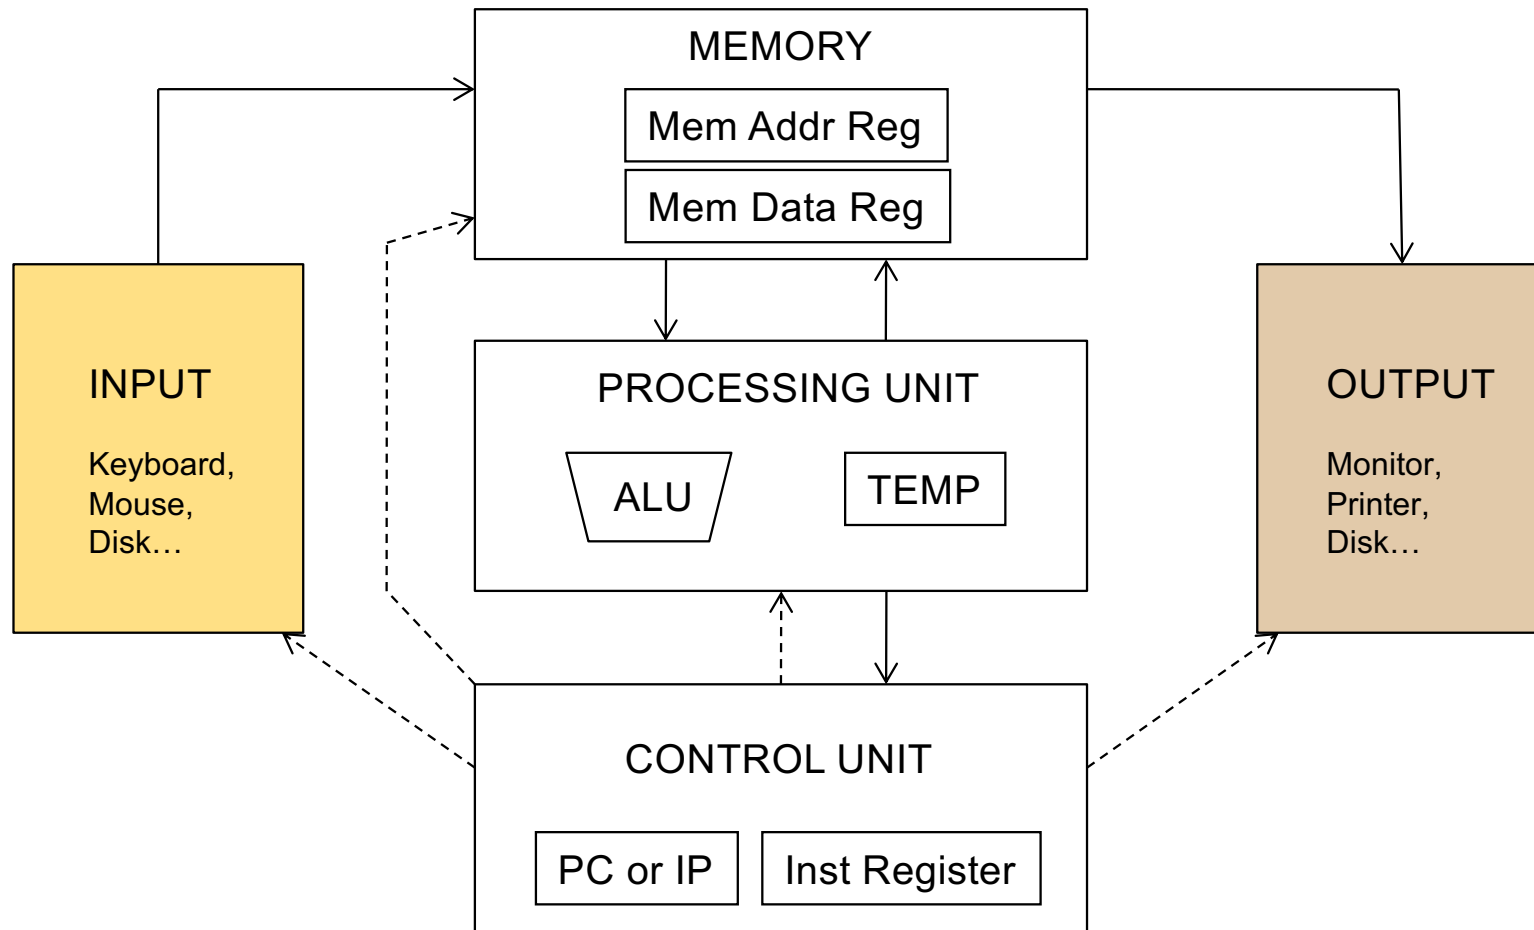 MEMORY
Mem Addr Reg
Mem Data Reg
INPUT
Keyboard,
Mouse,
Disk…
PROCESSING UNIT
ALU
TEMP
OUTPUT
Monitor,
Printer,
Disk…
CONTROL UNIT
PC or IP
Inst Register